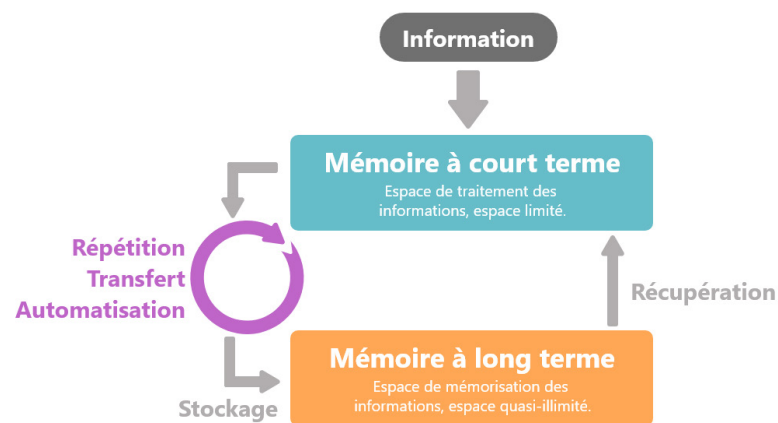 Information
Mémoire à court terme
Espace de traitement des
informations, espace limité.
Répétition
Transfert
Automatisation
Récupération
Mémoire à long terme
Espace de mémorisation des
informations, espace quasi-illimité.
Stockage